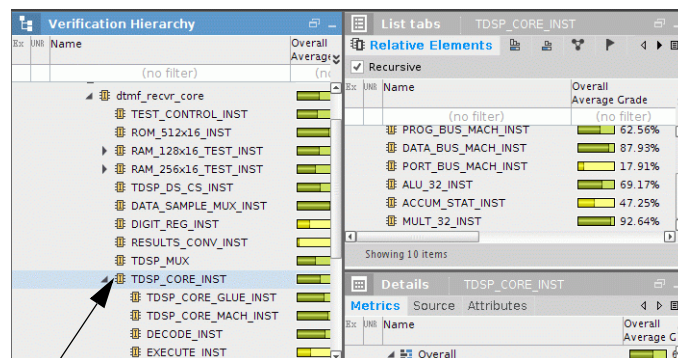 Verification Hierarchy
Ex UNR Name Overall Average
(no filter) (no
dtmf_recvr_core
TEST_CONTROL_INST
ROM_512x16_INST
RAM_128x16_TEST_INST
RAM_256x16_TEST_INST
TDSP_DS_CS_INST
DATA_SAMPLE_MUX_INST
DIGIT_REG_INST
RESULTS_CONV_INST
TDSP_MUX
TDSP_CORE_INST
TDSP_CORE_GLUE_INST
TDSP_CORE_MACH_INST
DECODE_INST
EXECUTE_INST
List tabs TDSP_CORE_INST
Relative Elements
Recursive
Ex UNR Name Overall
Average Grade
(no filter) (no filter)
PROG_BUS_MACH_INST 62.56%
DATA_BUS_MACH_INST 87.93%
PORT_BUS_MACH_INST 17.91%
ALU_32_INST 69.17%
ACCUM_STAT_INST 47.25%
MULT_32_INST 92.64%
Showing 10 items
Details TDSP_CORE_INST
Metrics Source Attributes
Ex UNR Name Overall
Average G
Overall 6